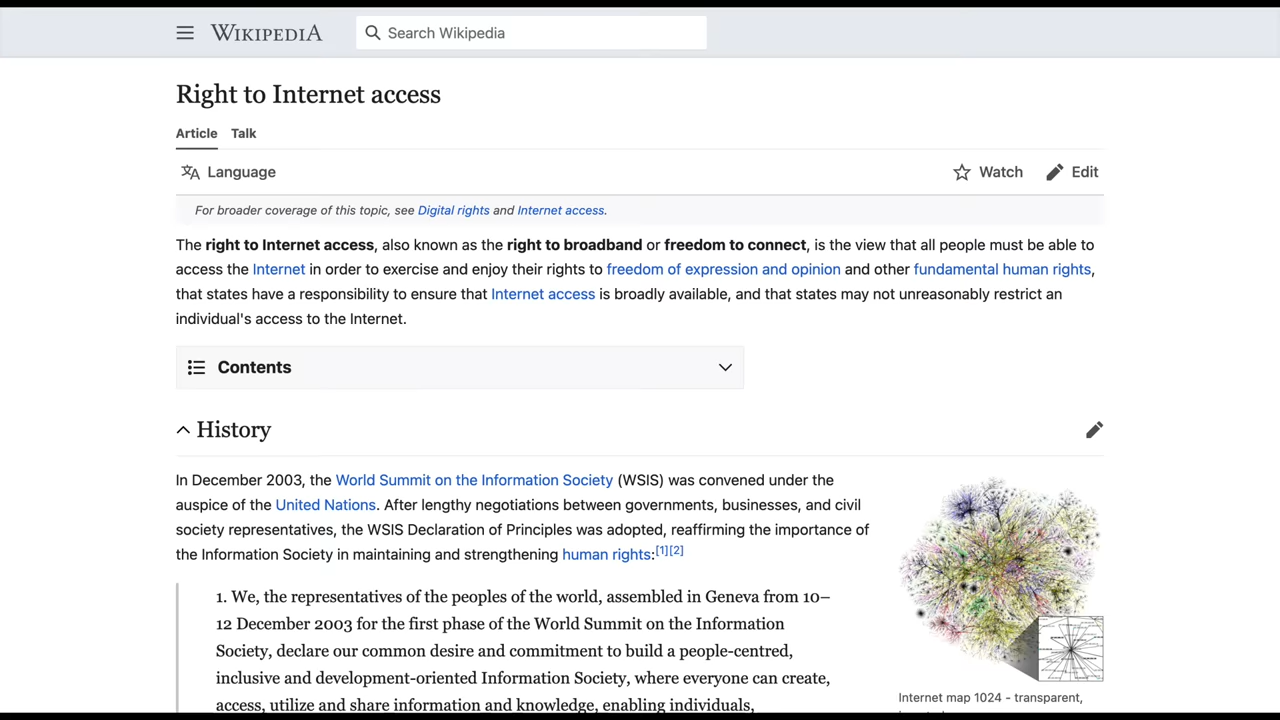 WIKIPEDIA
Search Wikipedia
Right to Internet access
Article Talk
Language
Watch Edit
For broader coverage of this topic, see Digital rights and Internet access.
The right to Internet access, also known as the right to broadband or freedom to connect, is the view that all people must be able to
access the Internet in order to exercise and enjoy their rights to freedom of expression and opinion and other fundamental human rights,
that states have a responsibility to ensure that Internet access is broadly available, and that states may not unreasonably restrict an
individual's access to the Internet.
Contents
History
In December 2003, the World Summit on the Information Society (WSIS) was convened under the
auspice of the United Nations. After lengthy negotiations between governments, businesses, and civil
society representatives, the WSIS Declaration of Principles was adopted, reaffirming the importance of
the Information Society in maintaining and strengthening human rights:[1][2]
1. We, the representatives of the peoples of the world, assembled in Geneva from 10–
12 December 2003 for the first phase of the World Summit on the Information
Society, declare our common desire and commitment to build a people-centred,
inclusive and development-oriented Information Society, where everyone can create,
access, utilize and share information and knowledge, enabling individuals,
Internet map 1024 - transparent,